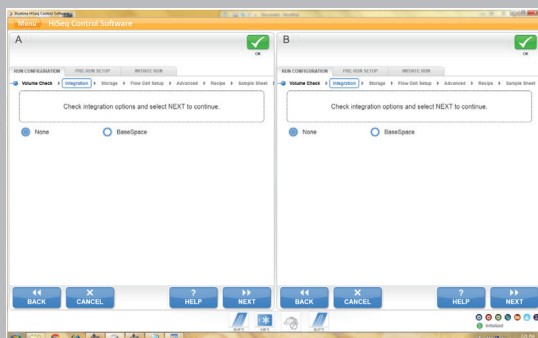 Illumina HiSeq Control Software
Menu HiSeq Control Software
A
OK
RUN CONFIGURATION PRE-RUN SETUP INITIATE RUN
Volume Check Integration Storage Flow Cell Setup Advanced Recipe Sample Sheet
Check integration options and select NEXT to continue.
None BaseSpace
BACK CANCEL HELP NEXT
B
OK
RUN CONFIGURATION PRE-RUN SETUP INITIATE RUN
Volume Check Integration Storage Flow Cell Setup Advanced Recipe Sample Sheet
Check integration options and select NEXT to continue.
None BaseSpace
BACK CANCEL HELP NEXT
Initialized